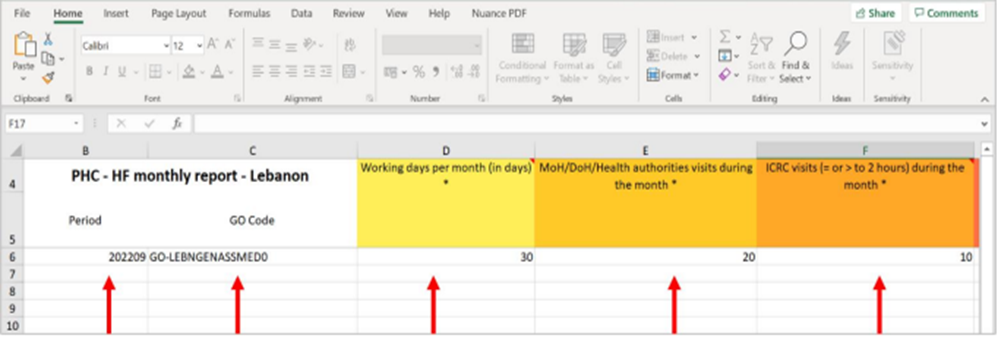 File Home Insert Page Layout Formulas Data Review View Help Nuance PDF Share Comments
Calibri 12 A A Insert Σ
Paste B I U A % , Conditional Format as Cell Delete Sort & Find & Ideas Sensitivity
Formatting Table Styles Format Filter Select
Clipboard Font Alignment Number Styles Cells Editing Ideas Sensitivity
F17 fx
B C D E F
4 PHC - HF monthly report - Lebanon Working days per month (in days) MoH/DoH/Health authorities visits during ICRC visits (= or > to 2 hours) during the
* the month * month *
5 Period GO Code
6 202209 GO-LEBNGENASSMED0 30 20 10
7
8
9
10